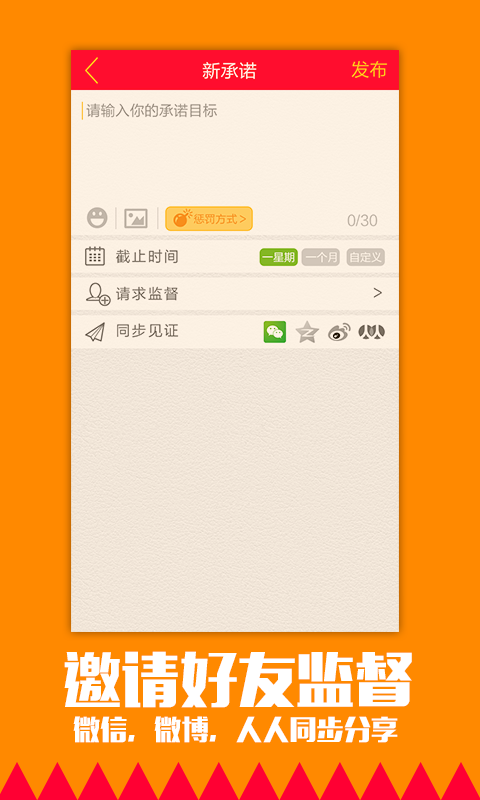 新承诺 发布
请输入你的承诺目标
惩罚方式> 0/30
截止时间 一星期 一个月 自定义
请求监督 >
同步见证
邀请好友监督
微信，微博，人人同步分享